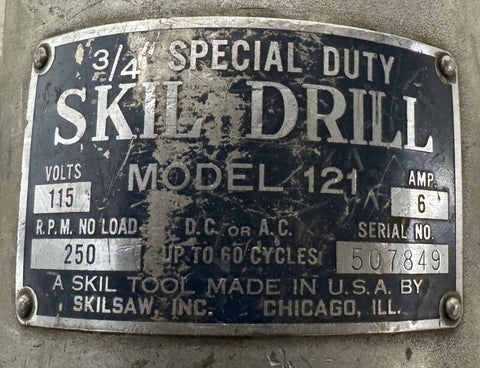 3/4" SPECIAL DUTY
SKIL DRILL
MODEL 121
VOLTS
115
AMP.
6
R.P.M. NO LOAD
250
D.C. OR A.C.
UP TO 60 CYCLES
SERIAL NO.
507849
A SKIL TOOL MADE IN U.S.A. BY
SKILSAW, INC. CHICAGO, ILL.